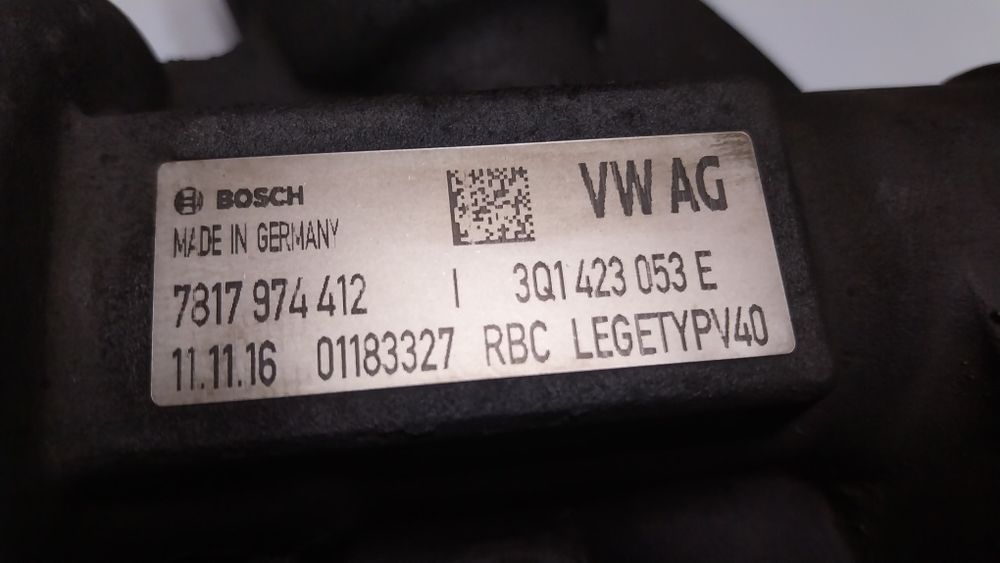 BOSCH VW AG
MADE IN GERMANY
7817 974 412 I 3Q1 423 053 E
11.11.16 01183327 RBC LEGETYPV40